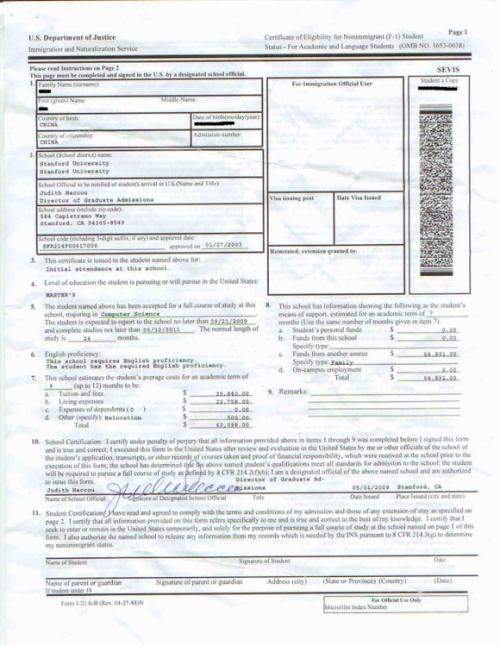 Page 1
U.S. Department of Justice
Immigration and Naturalization Service
Certificate of Eligibility for Nonimmigrant (F-1) Student
Status - For Academic and Language Students (OMB NO. 1653-0038)
Please read Instructions on Page 2
This page must be completed and signed in the U.S. by a designated school official.
SEVIS
Student's Copy
1. Family Name (surname):
First (given) Name: Middle Name:
Country of birth: Date of birth(mo/day/year):
CHINA
Country of citizenship: Admission number:
CHINA
For Immigration Official Use
2. School (School district) name:
Stanford University
Stanford University
School Official to be notified of student's arrival in U.S.(Name and Title):
Judith Haccou
Director of Graduate Admissions
School address (include zip code):
584 Capistrano Way
Stanford, CA 94305-8549
School code (including 3-digit suffix, if any) and approval date:
SFR214F00417000 approved on 01/27/2003
Visa issuing post Date Visa Issued
Reinstated, extension granted to:
3. This certificate is issued to the student named above for:
Initial attendance at this school.
4. Level of education the student is pursuing or will pursue in the United States:
MASTER'S
5. The student named above has been accepted for a full course of study at this
school, majoring in Computer Science
The student is expected to report to the school no later than 09/21/2009
and complete studies not later than 06/12/2011 . The normal length of
study is 24 months.
6. English proficiency:
This school requires English proficiency.
The student has the required English proficiency.
7. This school estimates the student's average costs for an academic term of
9 (up to 12) months to be:
a. Tuition and fees $ 39,840.00
b. Living expenses $
c. Expenses of dependents (0 ) $ 0.00
d. Other (specify): Relocation $ 500.00
Total $
8. This school has information showing the following as the student's
means of support, estimated for an academic term of 9
months (Use the same number of months given in item 7).
a. Student's personal funds $ 0.00
b. Funds from this school $ 0.00
Specify type:
c. Funds from another source $
Specify type: Family
d. On-campus employment $ 0.00
Total $
9. Remarks:
10. School Certification: I certify under penalty of perjury that all information provided above in items 1 through 9 was completed before I signed this form
and is true and correct; I executed this form in the United States after review and evaluation in the United States by me or other officials of the school of
the student's application, transcripts, or other records of courses taken and proof of financial responsibility, which were received at the school prior to the
execution of this form; the school has determined that the above named student's qualifications meet all standards for admission to the school; the student
will be required to pursue a full course of study as defined by 8 CFR 214.2(f)(6); I am a designated official of the above named school and am authorized
to issue this form.
Director of Graduate Ad-
Judith Haccou missions 05/01/2009 Stanford, CA
Name of School Official Signature of Designated School Official Title Date Issued Place Issued (city and state)
11. Student Certification: I have read and agreed to comply with the terms and conditions of my admission and those of any extension of stay as specified on
page 2. I certify that all information provided on this form refers specifically to me and is true and correct to the best of my knowledge. I certify that I
seek to enter or remain in the United States temporarily, and solely for the purpose of pursuing a full course of study at the school named on page 1 of this
form. I also authorize the named school to release any information from my records which is needed by the INS pursuant to 8 CFR 214.3(g) to determine
my nonimmigrant status.
Name of Student Signature of Student Date
Name of parent or guardian Signature of parent or guardian Address (city) (State or Province) (Country) (Date)
If student under 18
Form I-20 A-B (Rev. 04-27-88)N
For Official Use Only
Microfilm Index Number